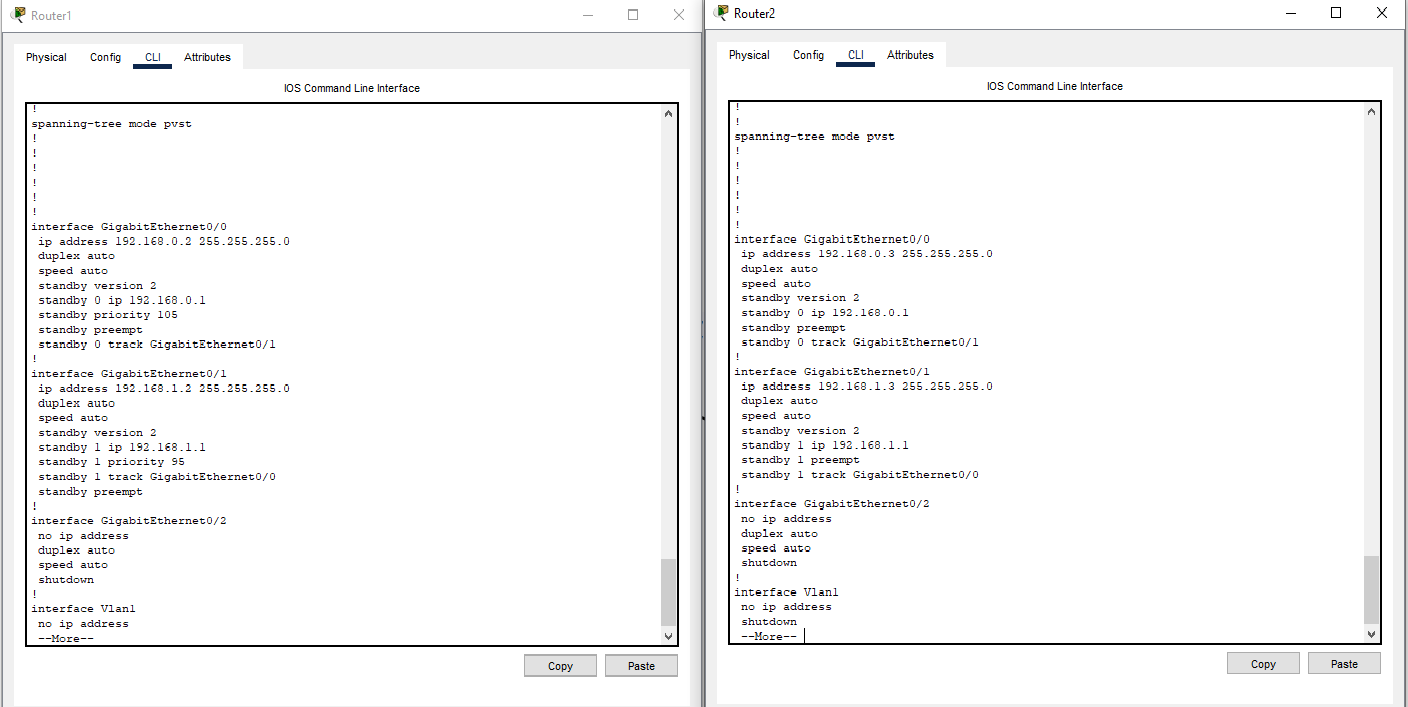 Router1
Physical Config CLI Attributes
IOS Command Line Interface
!
spanning-tree mode pvst
!
!
!
!
!
!
interface GigabitEthernet0/0
ip address 192.168.0.2 255.255.255.0
duplex auto
speed auto
standby version 2
standby 0 ip 192.168.0.1
standby priority 105
standby preempt
standby 0 track GigabitEthernet0/1
!
interface GigabitEthernet0/1
ip address 192.168.1.2 255.255.255.0
duplex auto
speed auto
standby version 2
standby 1 ip 192.168.1.1
standby 1 priority 95
standby 1 track GigabitEthernet0/0
standby preempt
!
interface GigabitEthernet0/2
no ip address
duplex auto
speed auto
shutdown
!
interface Vlan1
no ip address
--More--
Copy Paste
Router2
Physical Config CLI Attributes
IOS Command Line Interface
!
!
spanning-tree mode pvst
!
!
!
!
!
!
interface GigabitEthernet0/0
ip address 192.168.0.3 255.255.255.0
duplex auto
speed auto
standby version 2
standby 0 ip 192.168.0.1
standby preempt
standby 0 track GigabitEthernet0/1
!
interface GigabitEthernet0/1
ip address 192.168.1.3 255.255.255.0
duplex auto
speed auto
standby version 2
standby 1 ip 192.168.1.1
standby 1 preempt
standby 1 track GigabitEthernet0/0
!
interface GigabitEthernet0/2
no ip address
duplex auto
speed auto
shutdown
!
interface Vlan1
no ip address
shutdown
--More--
Copy Paste